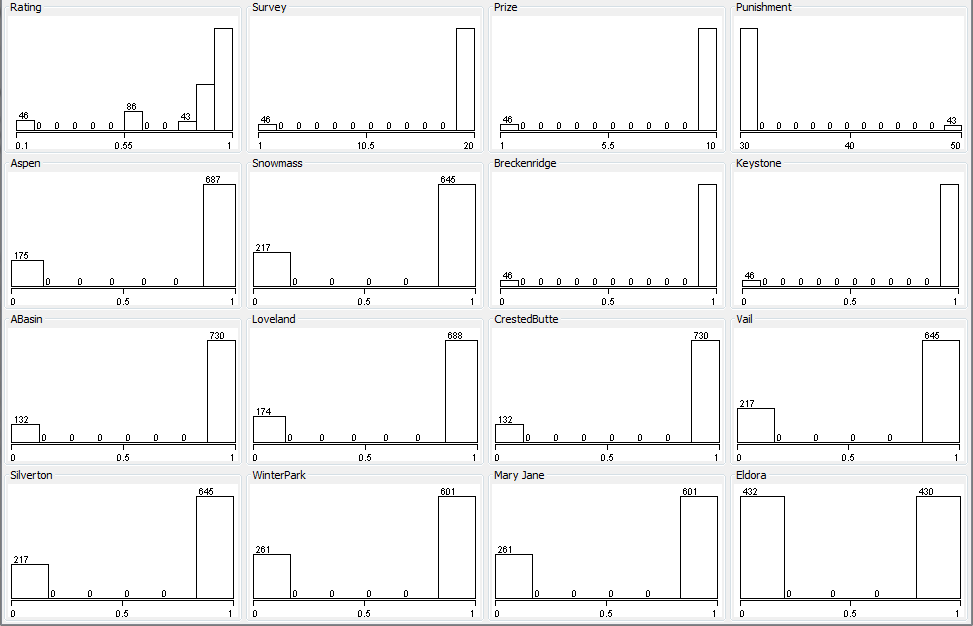 Rating Survey Prize Punishment
46 0 0 0 0 0 86 0 0 43
46 0 0 0 0 0 0 0 0 0 0
46 0 0 0 0 0 0 0 0 0 0
0 0 0 0 0 0 0 0 0 0 43
0.1 0.55 1
1 10.5 20
1 5.5 10
30 40 50
Aspen Snowmass Breckenridge Keystone
175 0 0 0 0 0 687
217 0 0 0 0 645
46 0 0 0 0 0 0 0 0 0 0
46 0 0 0 0 0 0 0 0 0 0
0 0.5 1
0 0.5 1
0 0.5 1
0 0.5 1
ABasin Loveland CrestedButte Vail
132 0 0 0 0 0 0 730
174 0 0 0 0 0 688
132 0 0 0 0 0 0 730
217 0 0 0 0 645
0 0.5 1
0 0.5 1
0 0.5 1
0 0.5 1
Silverton WinterPark Mary Jane Eldora
217 0 0 0 0 645
261 0 0 0 0 601
261 0 0 0 0 601
432 0 0 0 430
0 0.5 1
0 0.5 1
0 0.5 1
0 0.5 1